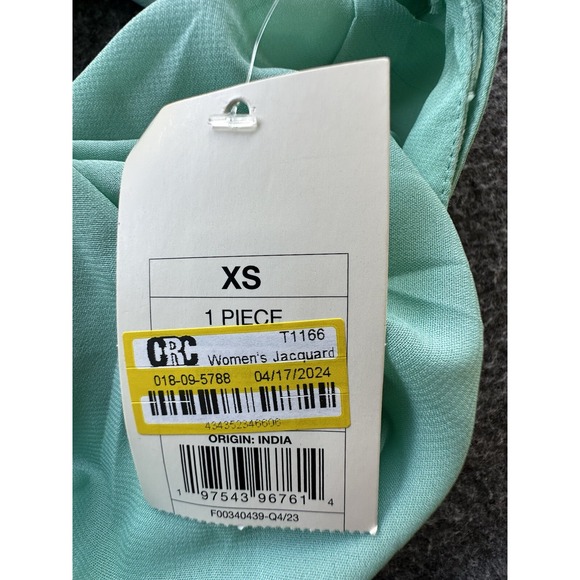 XS
1 PIECE
CRC
T1166
Women's Jacquard
018-09-5788 04/17/2024
434352346606
ORIGIN: INDIA
1 97543 96761 4
F00340439-Q4/23